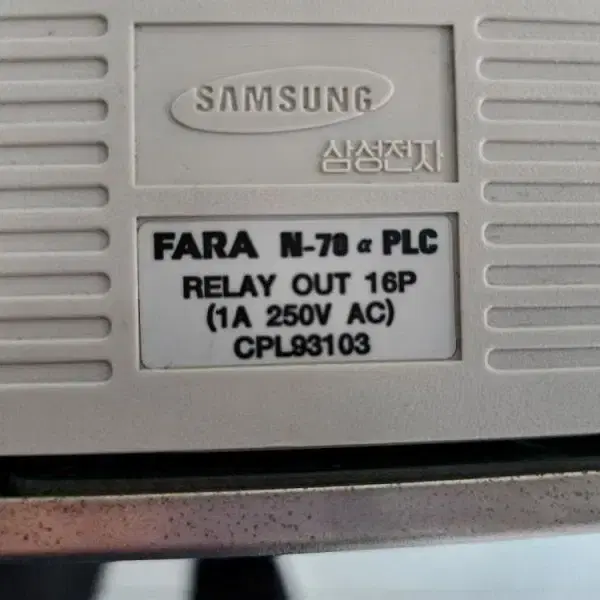 SAMSUNG
삼성전자
FARA N-70 α PLC
RELAY OUT 16P
(1A 250V AC)
CPL93103